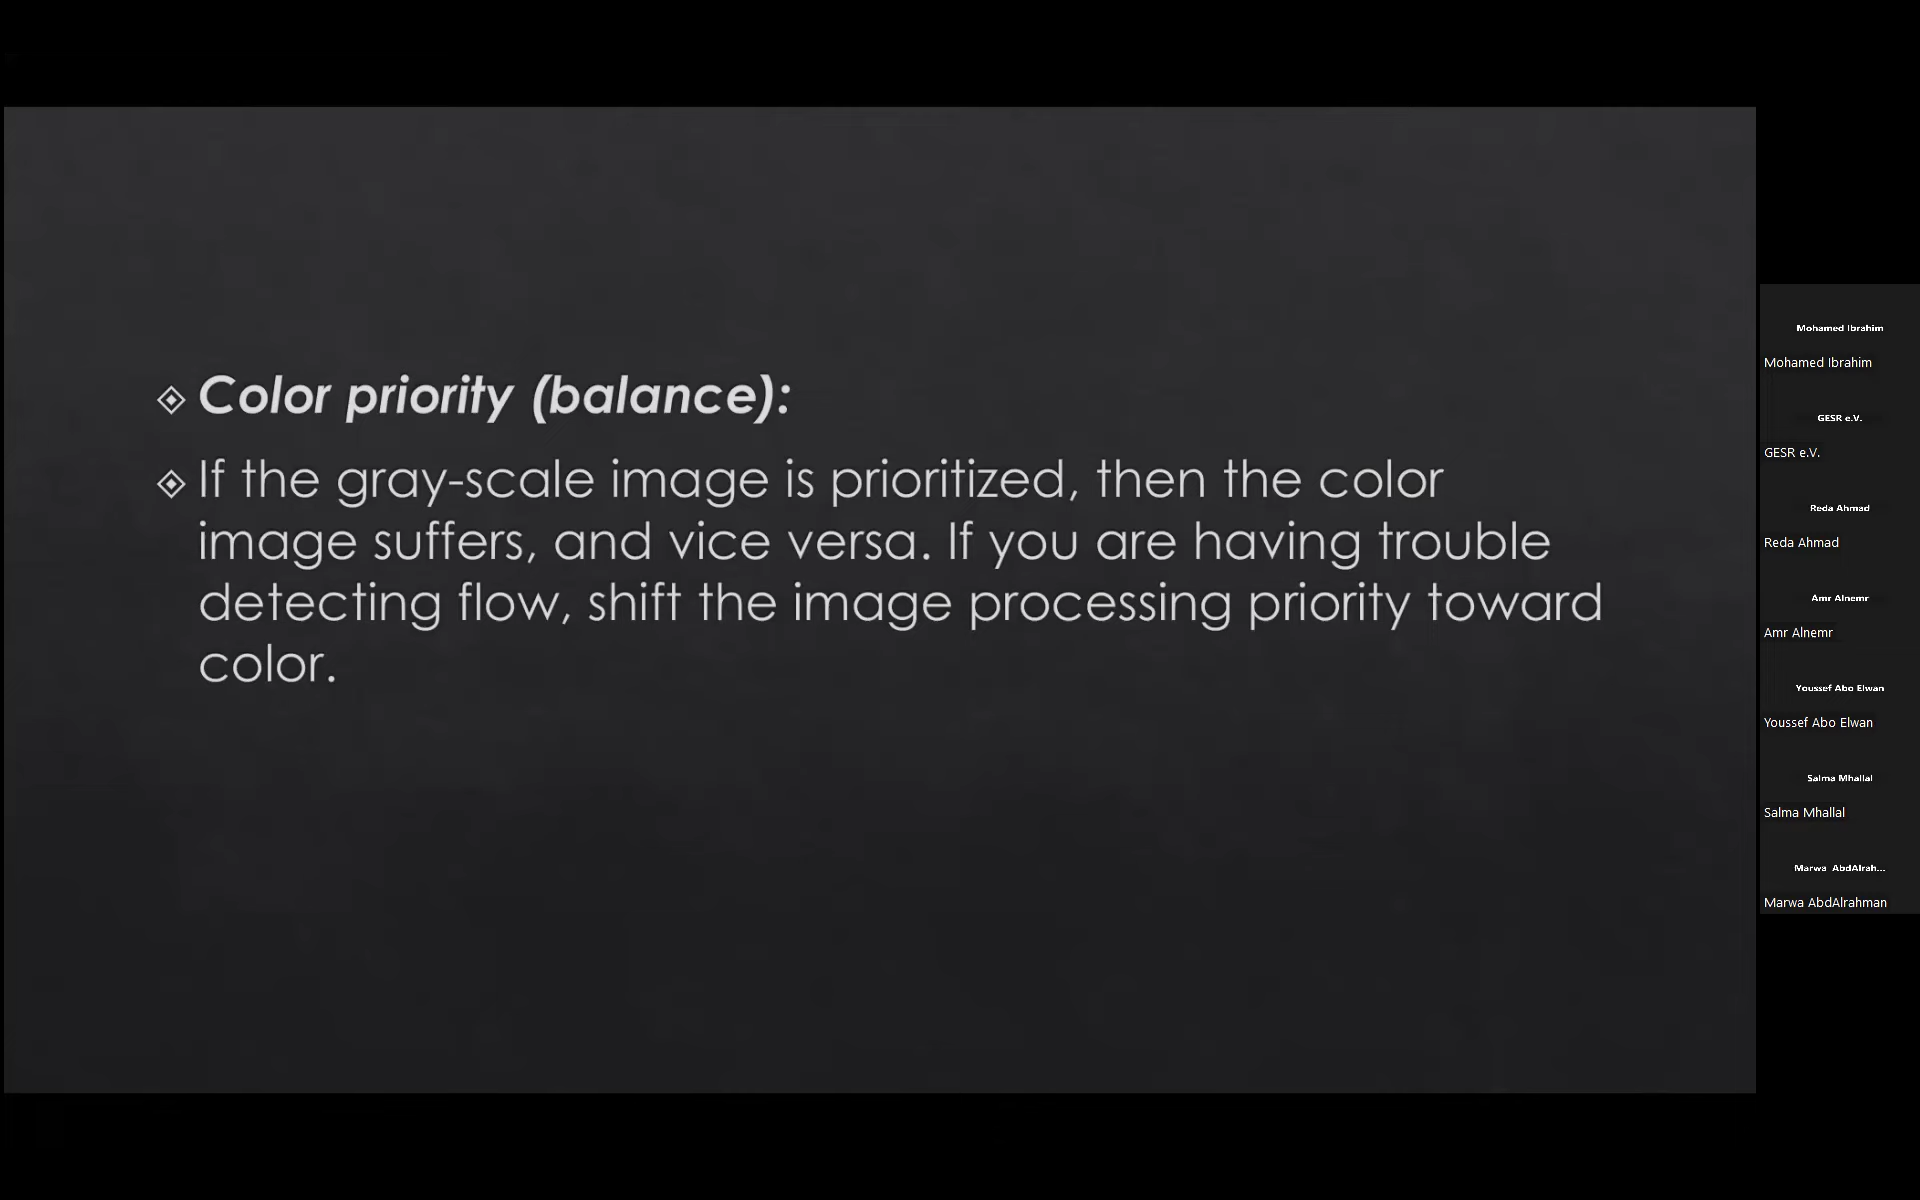 Color priority (balance):
If the gray-scale image is prioritized, then the color
image suffers, and vice versa. If you are having trouble
detecting flow, shift the image processing priority toward
color.
Mohamed Ibrahim
Mohamed Ibrahim
GESR e.V.
GESR e.V.
Reda Ahmad
Reda Ahmad
Amr Alnemr
Amr Alnemr
Youssef Abo Elwan
Youssef Abo Elwan
Salma Mhallal
Salma Mhallal
Marwa AbdAlrah...
Marwa AbdAlrahman